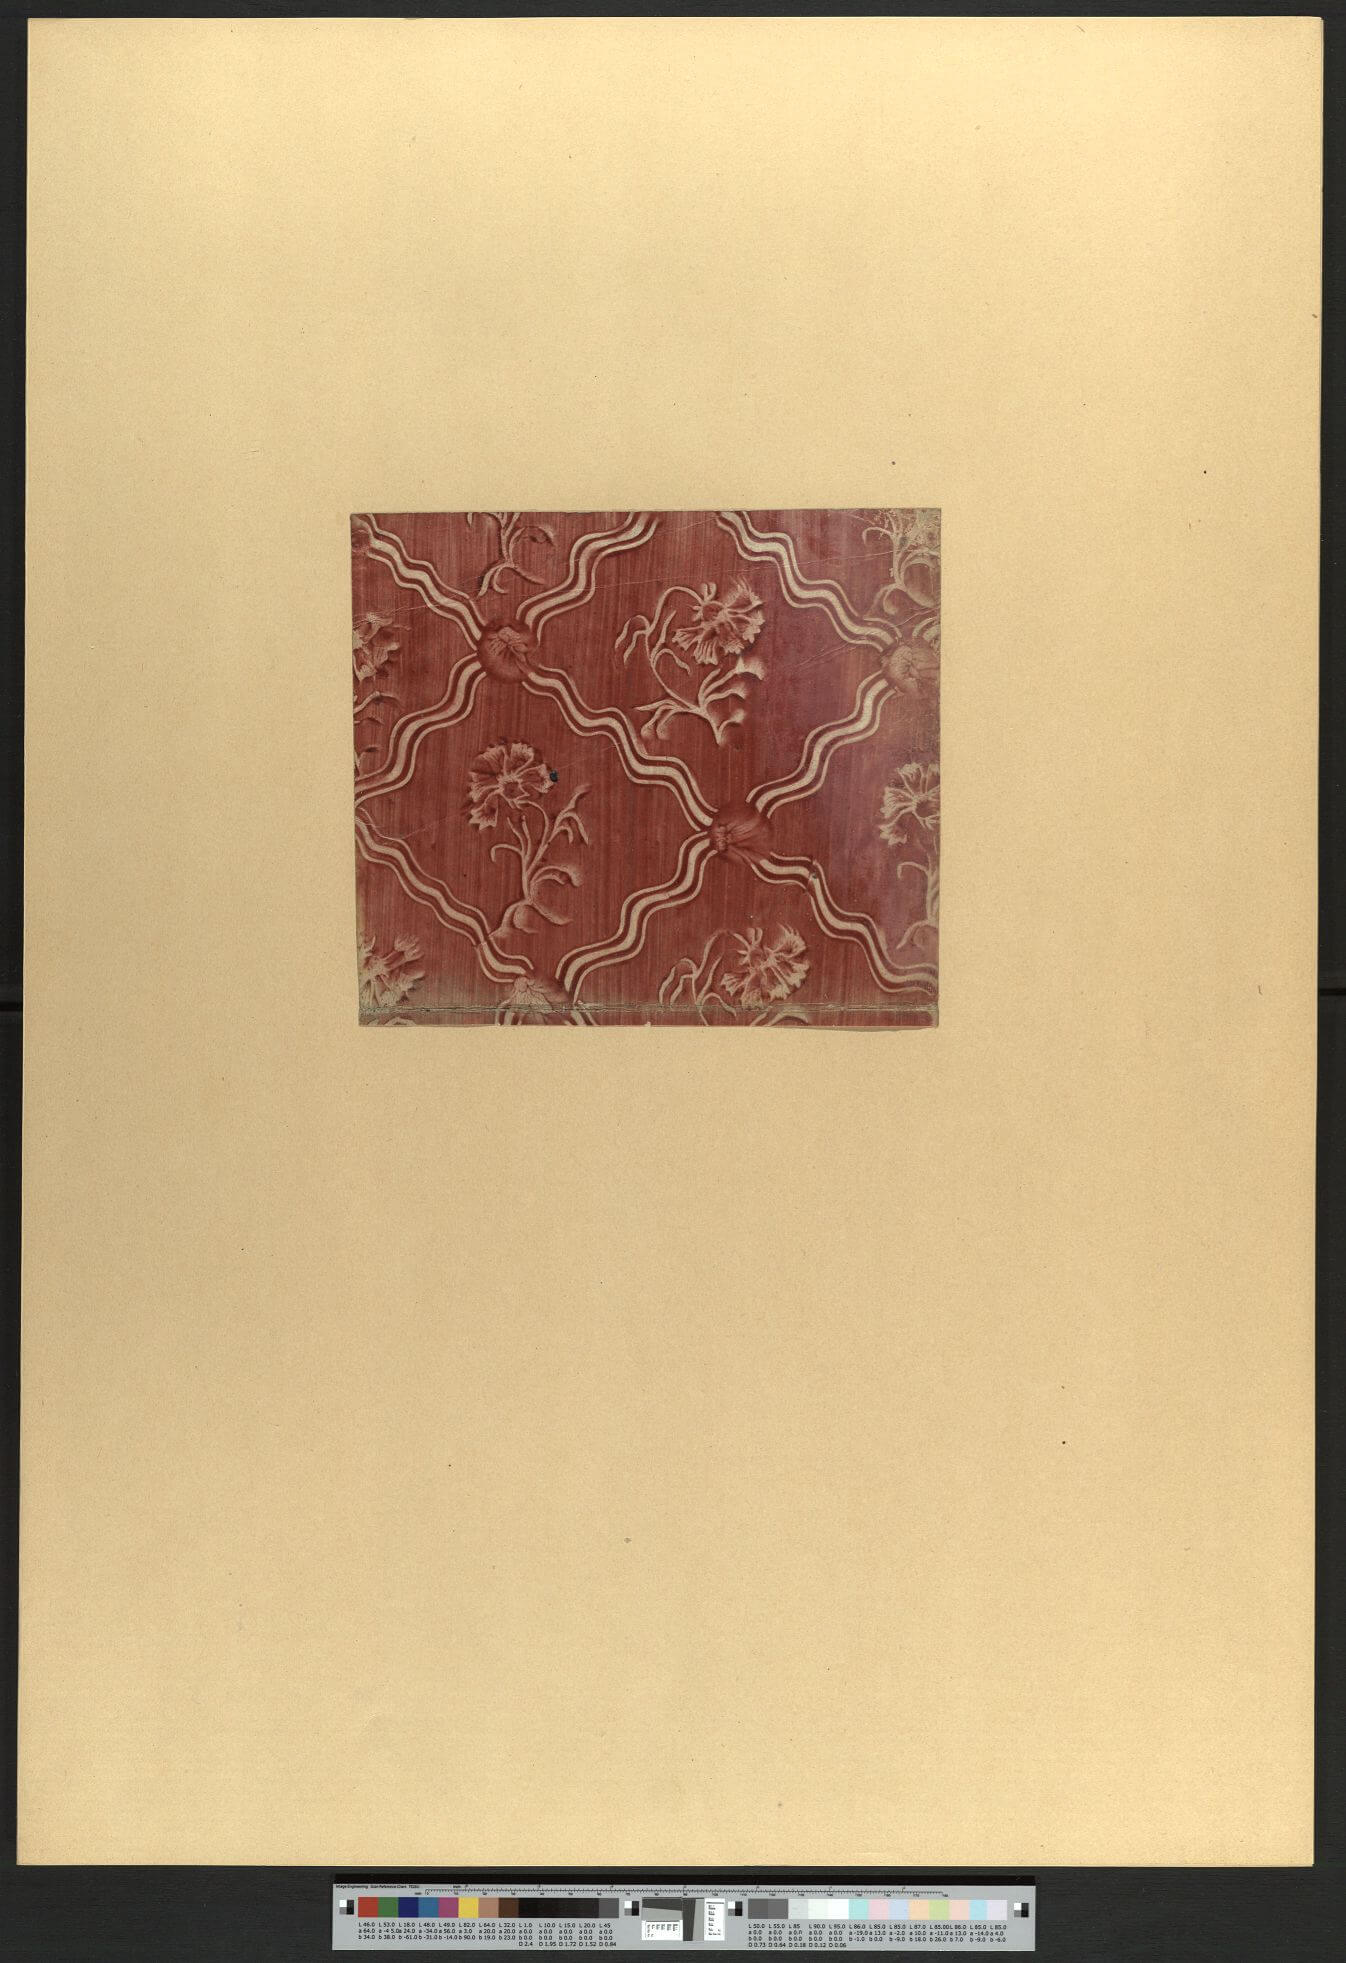 Image Engineering Scan Reference Chart TE263
L 46.0 L 53.0 L 18.0 L 48.0 L 49.0 L 82.0 L 64.0 L 32.0 L 1.0 L 10.0 L 15.0 L 20.0 L 45
a 64.0 a -4 5.0a 24.0 a -34.0 a 56.0 a 3.0 a 20.0 a 20.0 a 0.0 a 0.0 a 0.0 a 0.0 a 0.0
b 34.0 b 38.0 b -61.0 b -31.0 b -14.0 b 90.0 b 19.0 b 23.0 b 0.0 b 0.0 b 0.0 b 0.0 b 0.0
D 2.4 D 1.95 D 1.72 D 1.52 D 0.84
L 50.0 L 55.0 L 85 L 90.0 L 95.0 L 86.0 L 85.0 L 85.0 L 87.0 L 85.00L 86.0 L 85.0 L 85.0
a 0.0 a 0.0 a 0.0 a 0.0 a 0.0 a -19.0 a 13.0 a -2.0 a 10.0 a -11.0 a 13.0 a -14.0 a 4.0
b 0.0 b 0.0 b 0.0 b 0.0 b 0.0 b -1.0 b 0.0 b -9.0 b 18.0 b 26.0 b 7.0 b -9.0 b -6.0
D 0.73 D 0.64 D 0.18 D 0.12 D 0.06